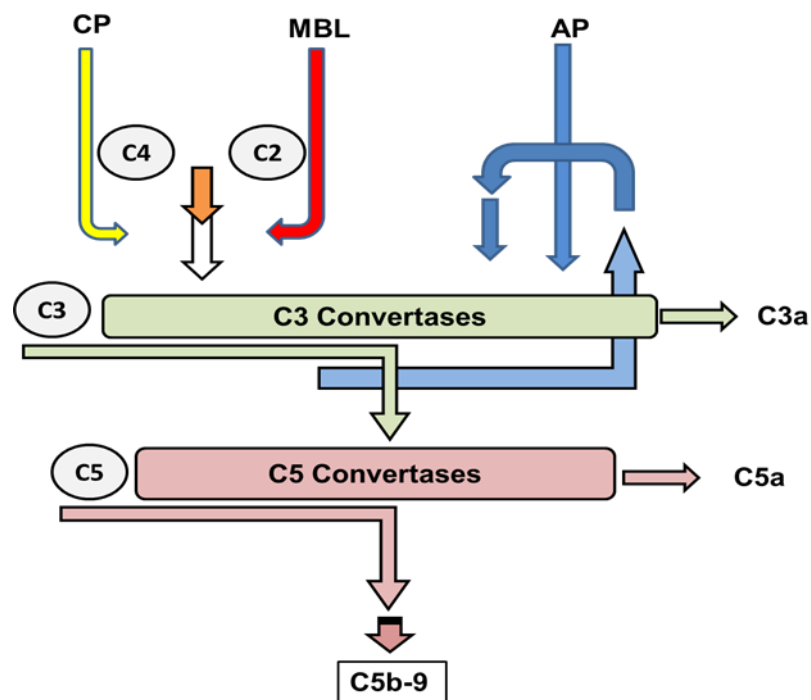 CP
MBL
AP
C4
C2
C3
C3 Convertases
C3a
C5
C5 Convertases
C5a
C5b-9